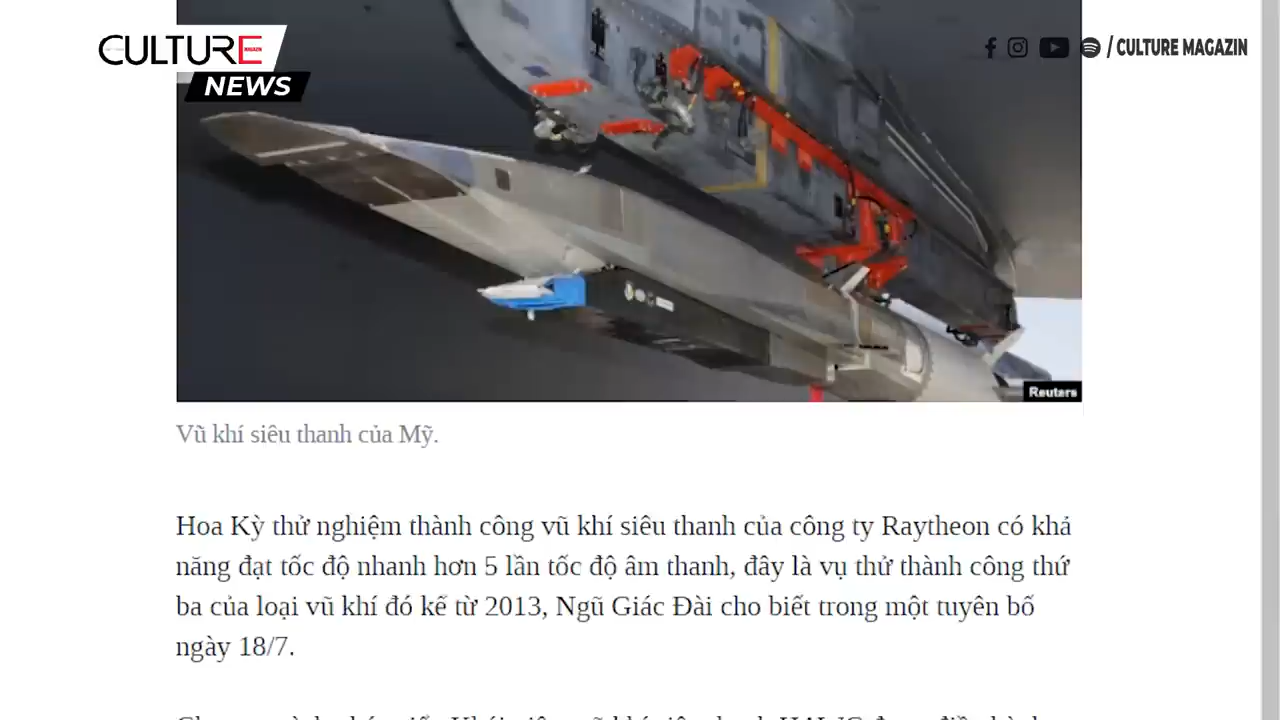 CULTURE
NEWS
/ CULTURE MAGAZIN
Reuters
Vũ khí siêu thanh của Mỹ.
Hoa Kỳ thử nghiệm thành công vũ khí siêu thanh của công ty Raytheon có khả
năng đạt tốc độ nhanh hơn 5 lần tốc độ âm thanh, đây là vụ thử thành công thứ
ba của loại vũ khí đó kể từ 2013, Ngũ Giác Đài cho biết trong một tuyên bố
ngày 18/7.